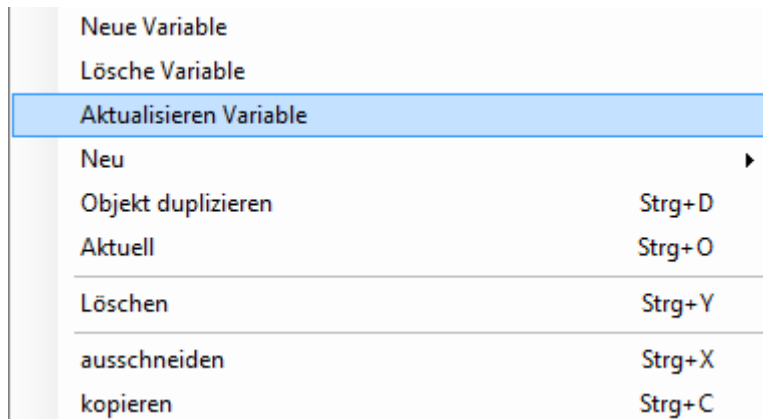 Neue Variable
Lösche Variable
Aktualisieren Variable
Neu
Objekt duplizieren Strg+D
Aktuell Strg+O
Löschen Strg+Y
ausschneiden Strg+X
kopieren Strg+C